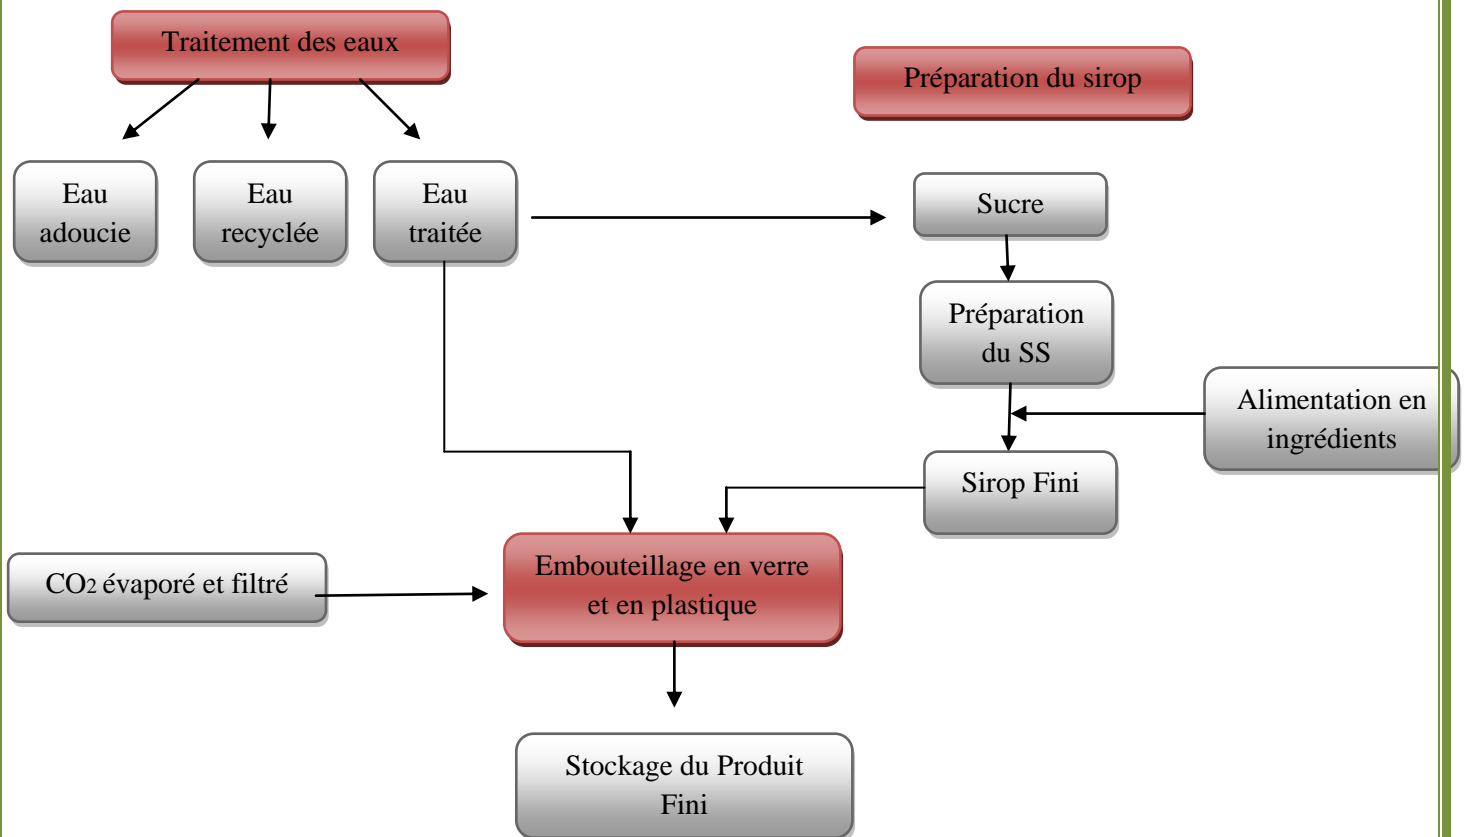 Traitement des eaux
Préparation du sirop
Eau
adoucie
Eau
recyclée
Eau
traitée
Sucre
Préparation
du SS
Alimentation en
ingrédients
Sirop Fini
Embouteillage en verre
et en plastique
CO2 évaporé et filtré
Stockage du Produit
Fini